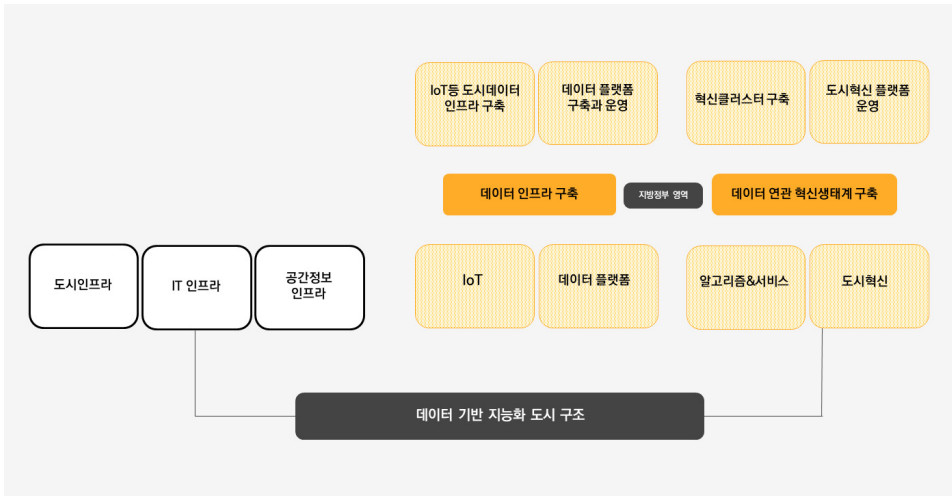 IoT등 도시데이터
인프라 구축
데이터 플랫폼
구축과 운영
혁신클러스터 구축
도시혁신 플랫폼
운영
데이터 인프라 구축
지방정부 영역
데이터 연관 혁신생태계 구축
도시인프라
IT 인프라
공간정보
인프라
IoT
데이터 플랫폼
알고리즘&서비스
도시혁신
데이터 기반 지능화 도시 구조